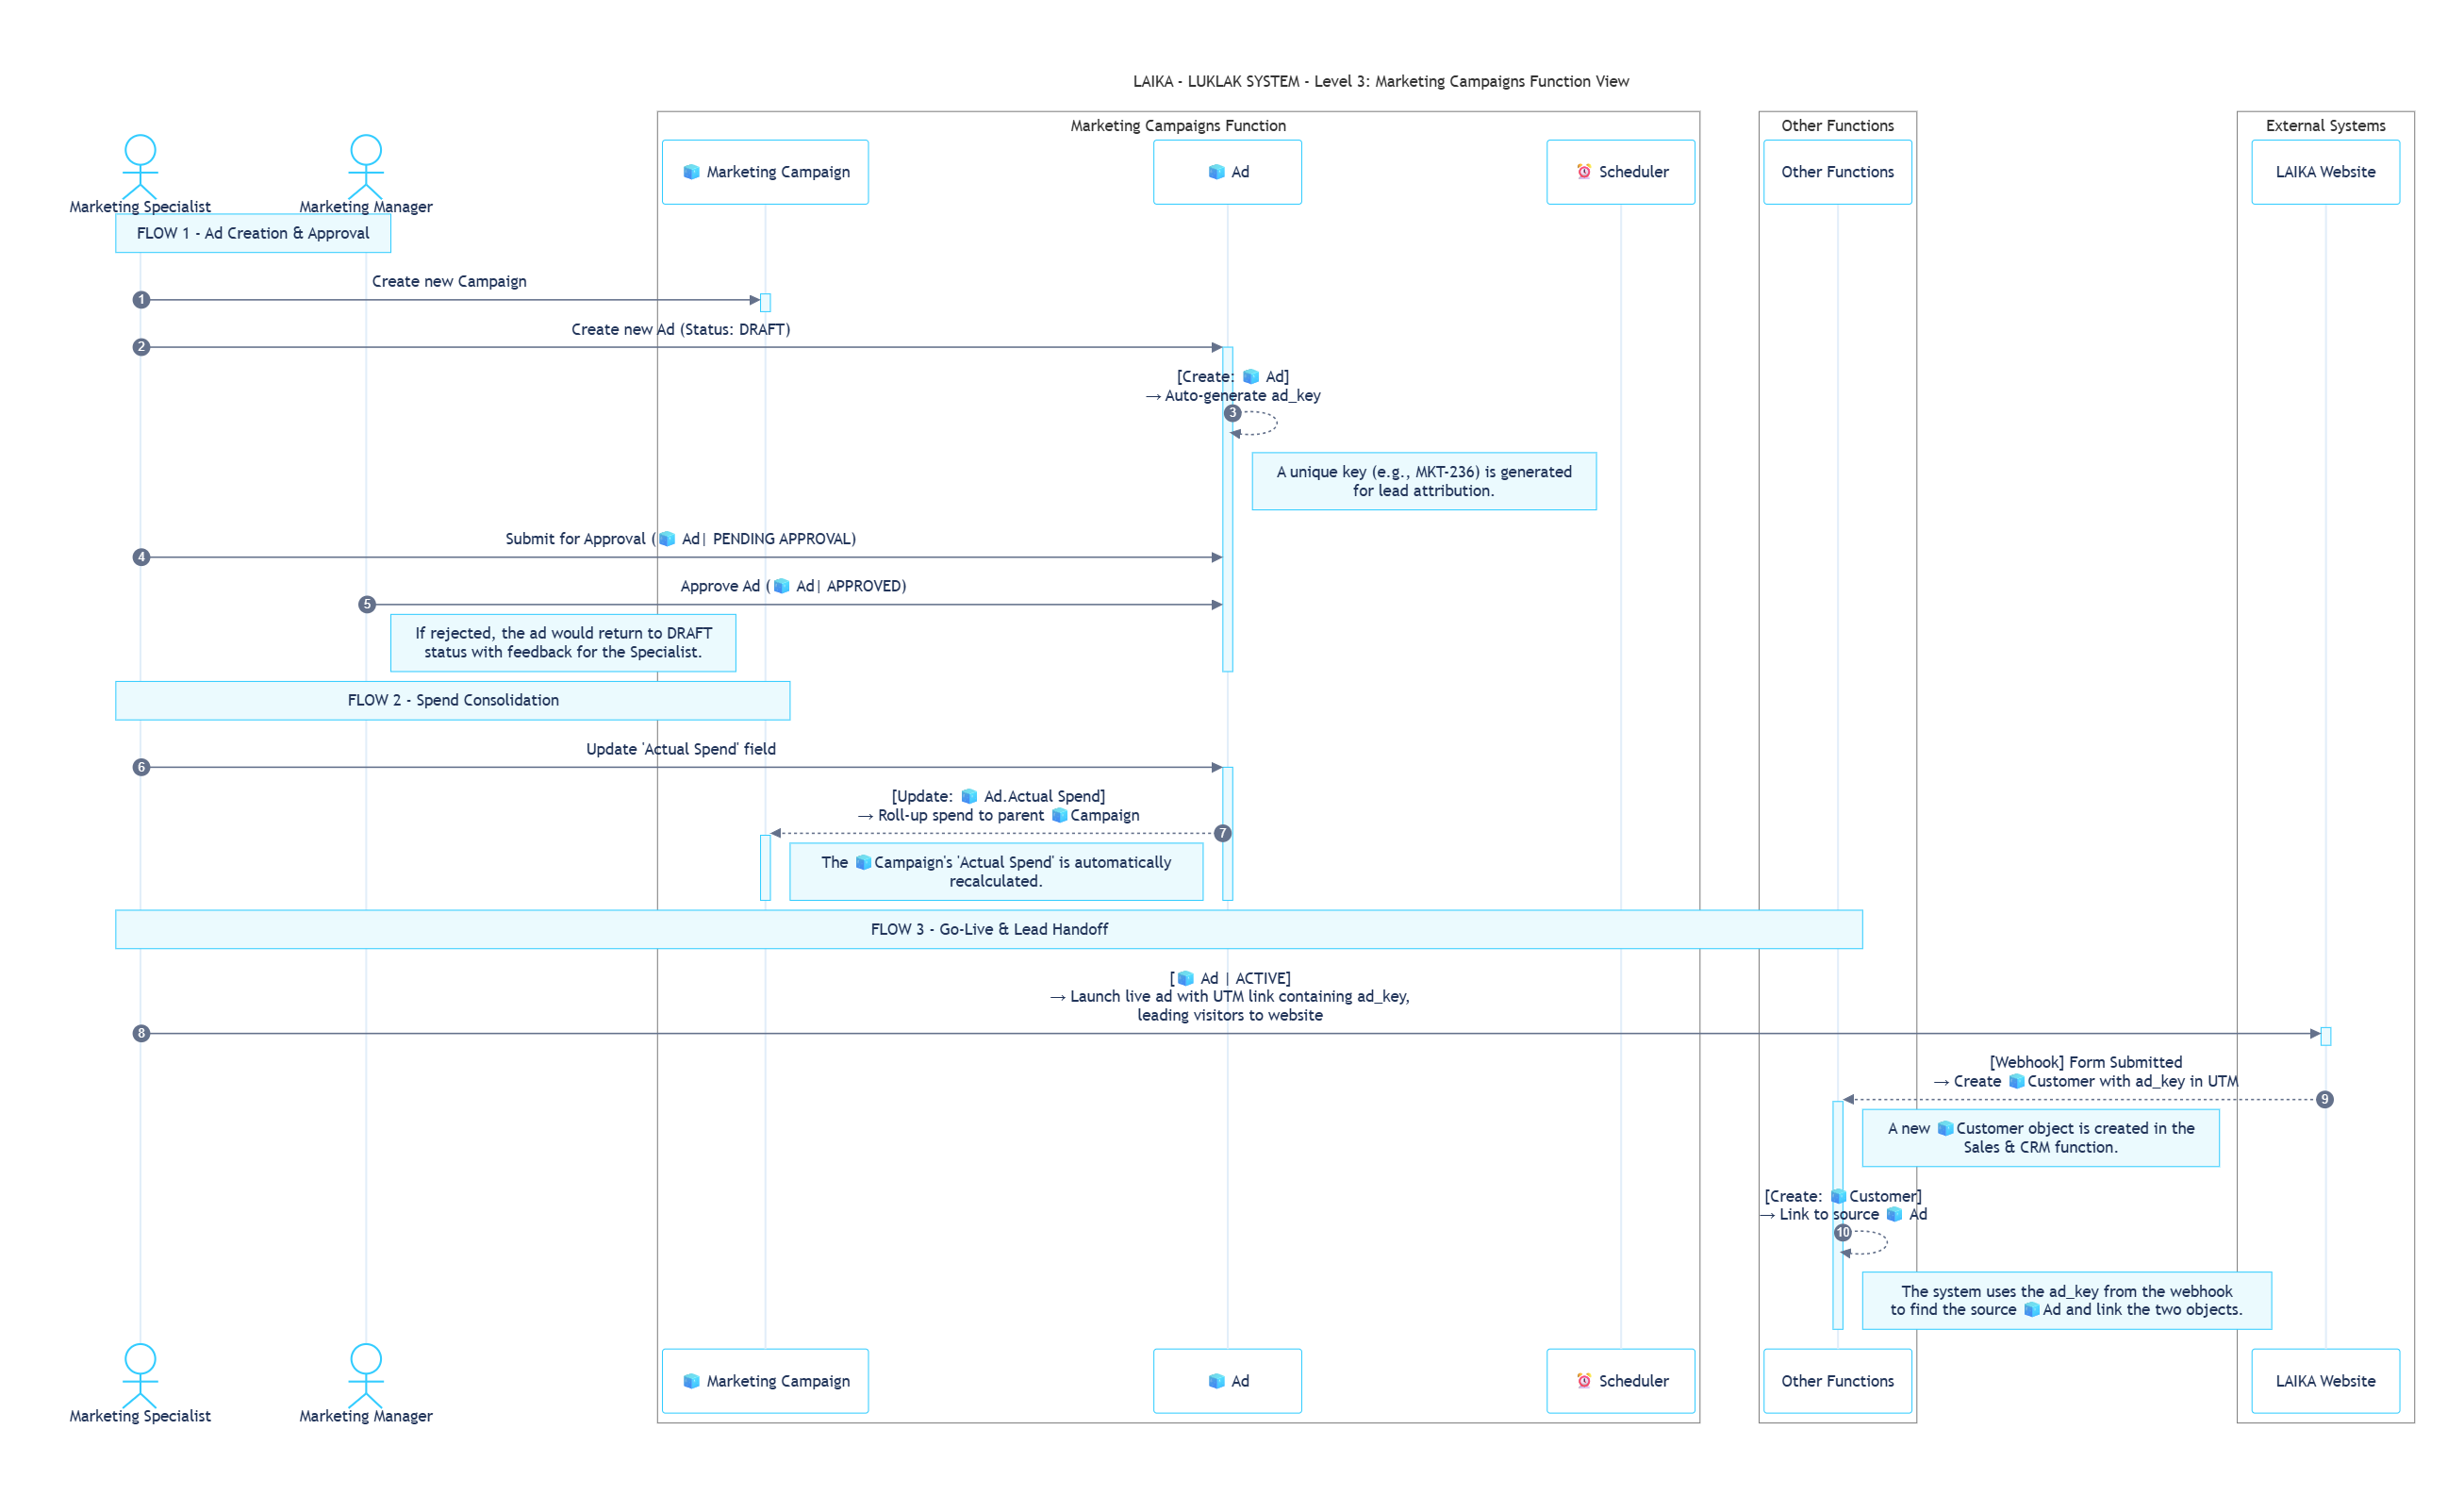 LAIKA - LUKLAK SYSTEM - Level 3: Marketing Campaigns Function View
Marketing Campaigns Function
Other Functions
External Systems
Marketing Specialist
Marketing Manager
🧊 Marketing Campaign
🧊 Ad
⏰ Scheduler
Other Functions
LAIKA Website
FLOW 1 - Ad Creation & Approval
Create new Campaign
1
Create new Ad (Status: DRAFT)
2
[Create: 🧊 Ad]
→ Auto-generate ad_key
3
A unique key (e.g., MKT-236) is generated
for lead attribution.
Submit for Approval (🧊 Ad| PENDING APPROVAL)
4
Approve Ad (🧊 Ad| APPROVED)
5
If rejected, the ad would return to DRAFT
status with feedback for the Specialist.
FLOW 2 - Spend Consolidation
Update 'Actual Spend' field
6
[Update: 🧊 Ad.Actual Spend]
→ Roll-up spend to parent 🧊Campaign
7
The 🧊Campaign's 'Actual Spend' is automatically
recalculated.
FLOW 3 - Go-Live & Lead Handoff
[🧊 Ad | ACTIVE]
→ Launch live ad with UTM link containing ad_key,
leading visitors to website
8
[Webhook] Form Submitted
→ Create 🧊Customer with ad_key in UTM
9
A new 🧊Customer object is created in the
Sales & CRM function.
[Create: 🧊Customer]
→ Link to source 🧊 Ad
10
The system uses the ad_key from the webhook
to find the source 🧊Ad and link the two objects.
Marketing Specialist
Marketing Manager
🧊 Marketing Campaign
🧊 Ad
⏰ Scheduler
Other Functions
LAIKA Website